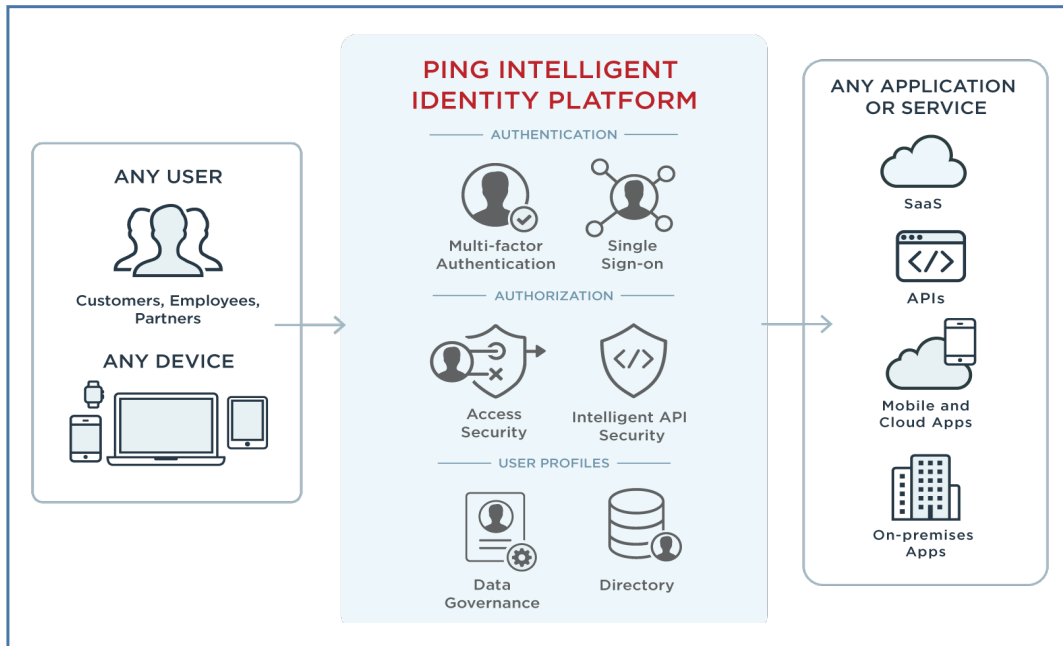 ANY USER
Customers, Employees,
Partners
ANY DEVICE
PING INTELLIGENT
IDENTITY PLATFORM
AUTHENTICATION
Multi-factor
Authentication
Single
Sign-on
AUTHORIZATION
Access
Security
</>
Intelligent API
Security
USER PROFILES
Data
Governance
Directory
ANY APPLICATION
OR SERVICE
SaaS
</>
APIs
Mobile and
Cloud Apps
On-premises
Apps